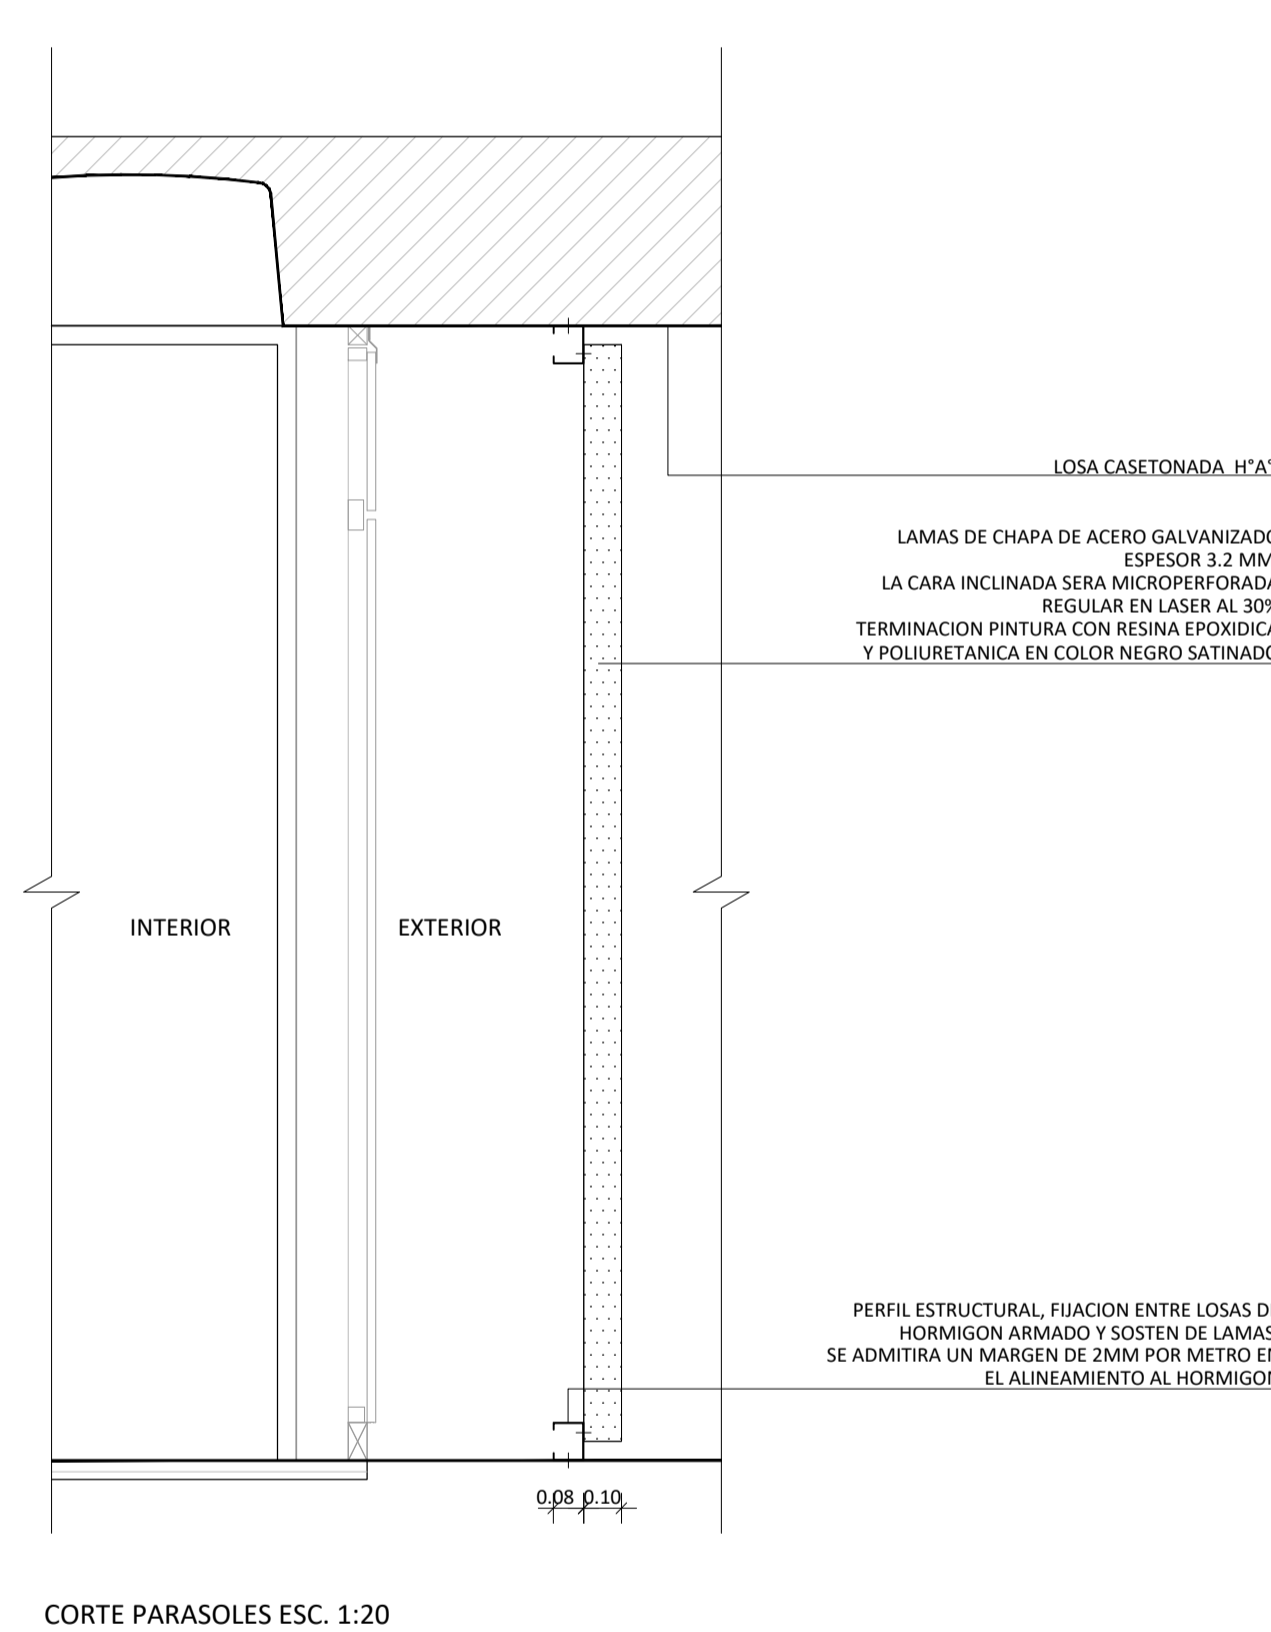 LOSA CASETONADA H°A°
LAMAS DE CHAPA DE ACERO GALVANIZADO
ESPESOR 3.2 MM
LA CARA INCLINADA SERA MICROPERFORADA
REGULAR EN LASER AL 30%
TERMINACION PINTURA CON RESINA EPOXIDICA
Y POLIURETANICA EN COLOR NEGRO SATINADO
INTERIOR
EXTERIOR
PERFIL ESTRUCTURAL, FIJACION ENTRE LOSAS DE
HORMIGON ARMADO Y SOSTEN DE LAMAS
SE ADMITIRA UN MARGEN DE 2MM POR METRO EN
EL ALINEAMIENTO AL HORMIGON
0.08 0.10
CORTE PARASOLES ESC. 1:20